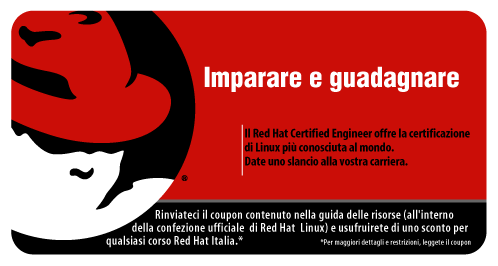 Imparare e guadagnare
Il Red Hat Certified Engineer offre la certificazione
di Linux più conosciuta al mondo.
Date uno slancio alla vostra carriera.
®
Rinviateci il coupon contenuto nella guida delle risorse (all'interno
della confezione ufficiale di Red Hat Linux) e usufruirete di uno sconto per
qualsiasi corso Red Hat Italia.*
*Per maggiori dettagli e restrizioni, leggete il coupon